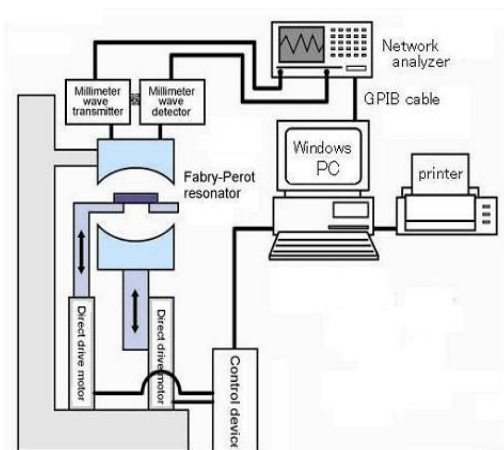 Network
analyzer
Millimeter
wave
transmitter
Millimeter
wave
detector
GPIB cable
Windows
PC
printer
Fabry-Perot
resonator
Direct drive motor
Direct drive motor
Control device